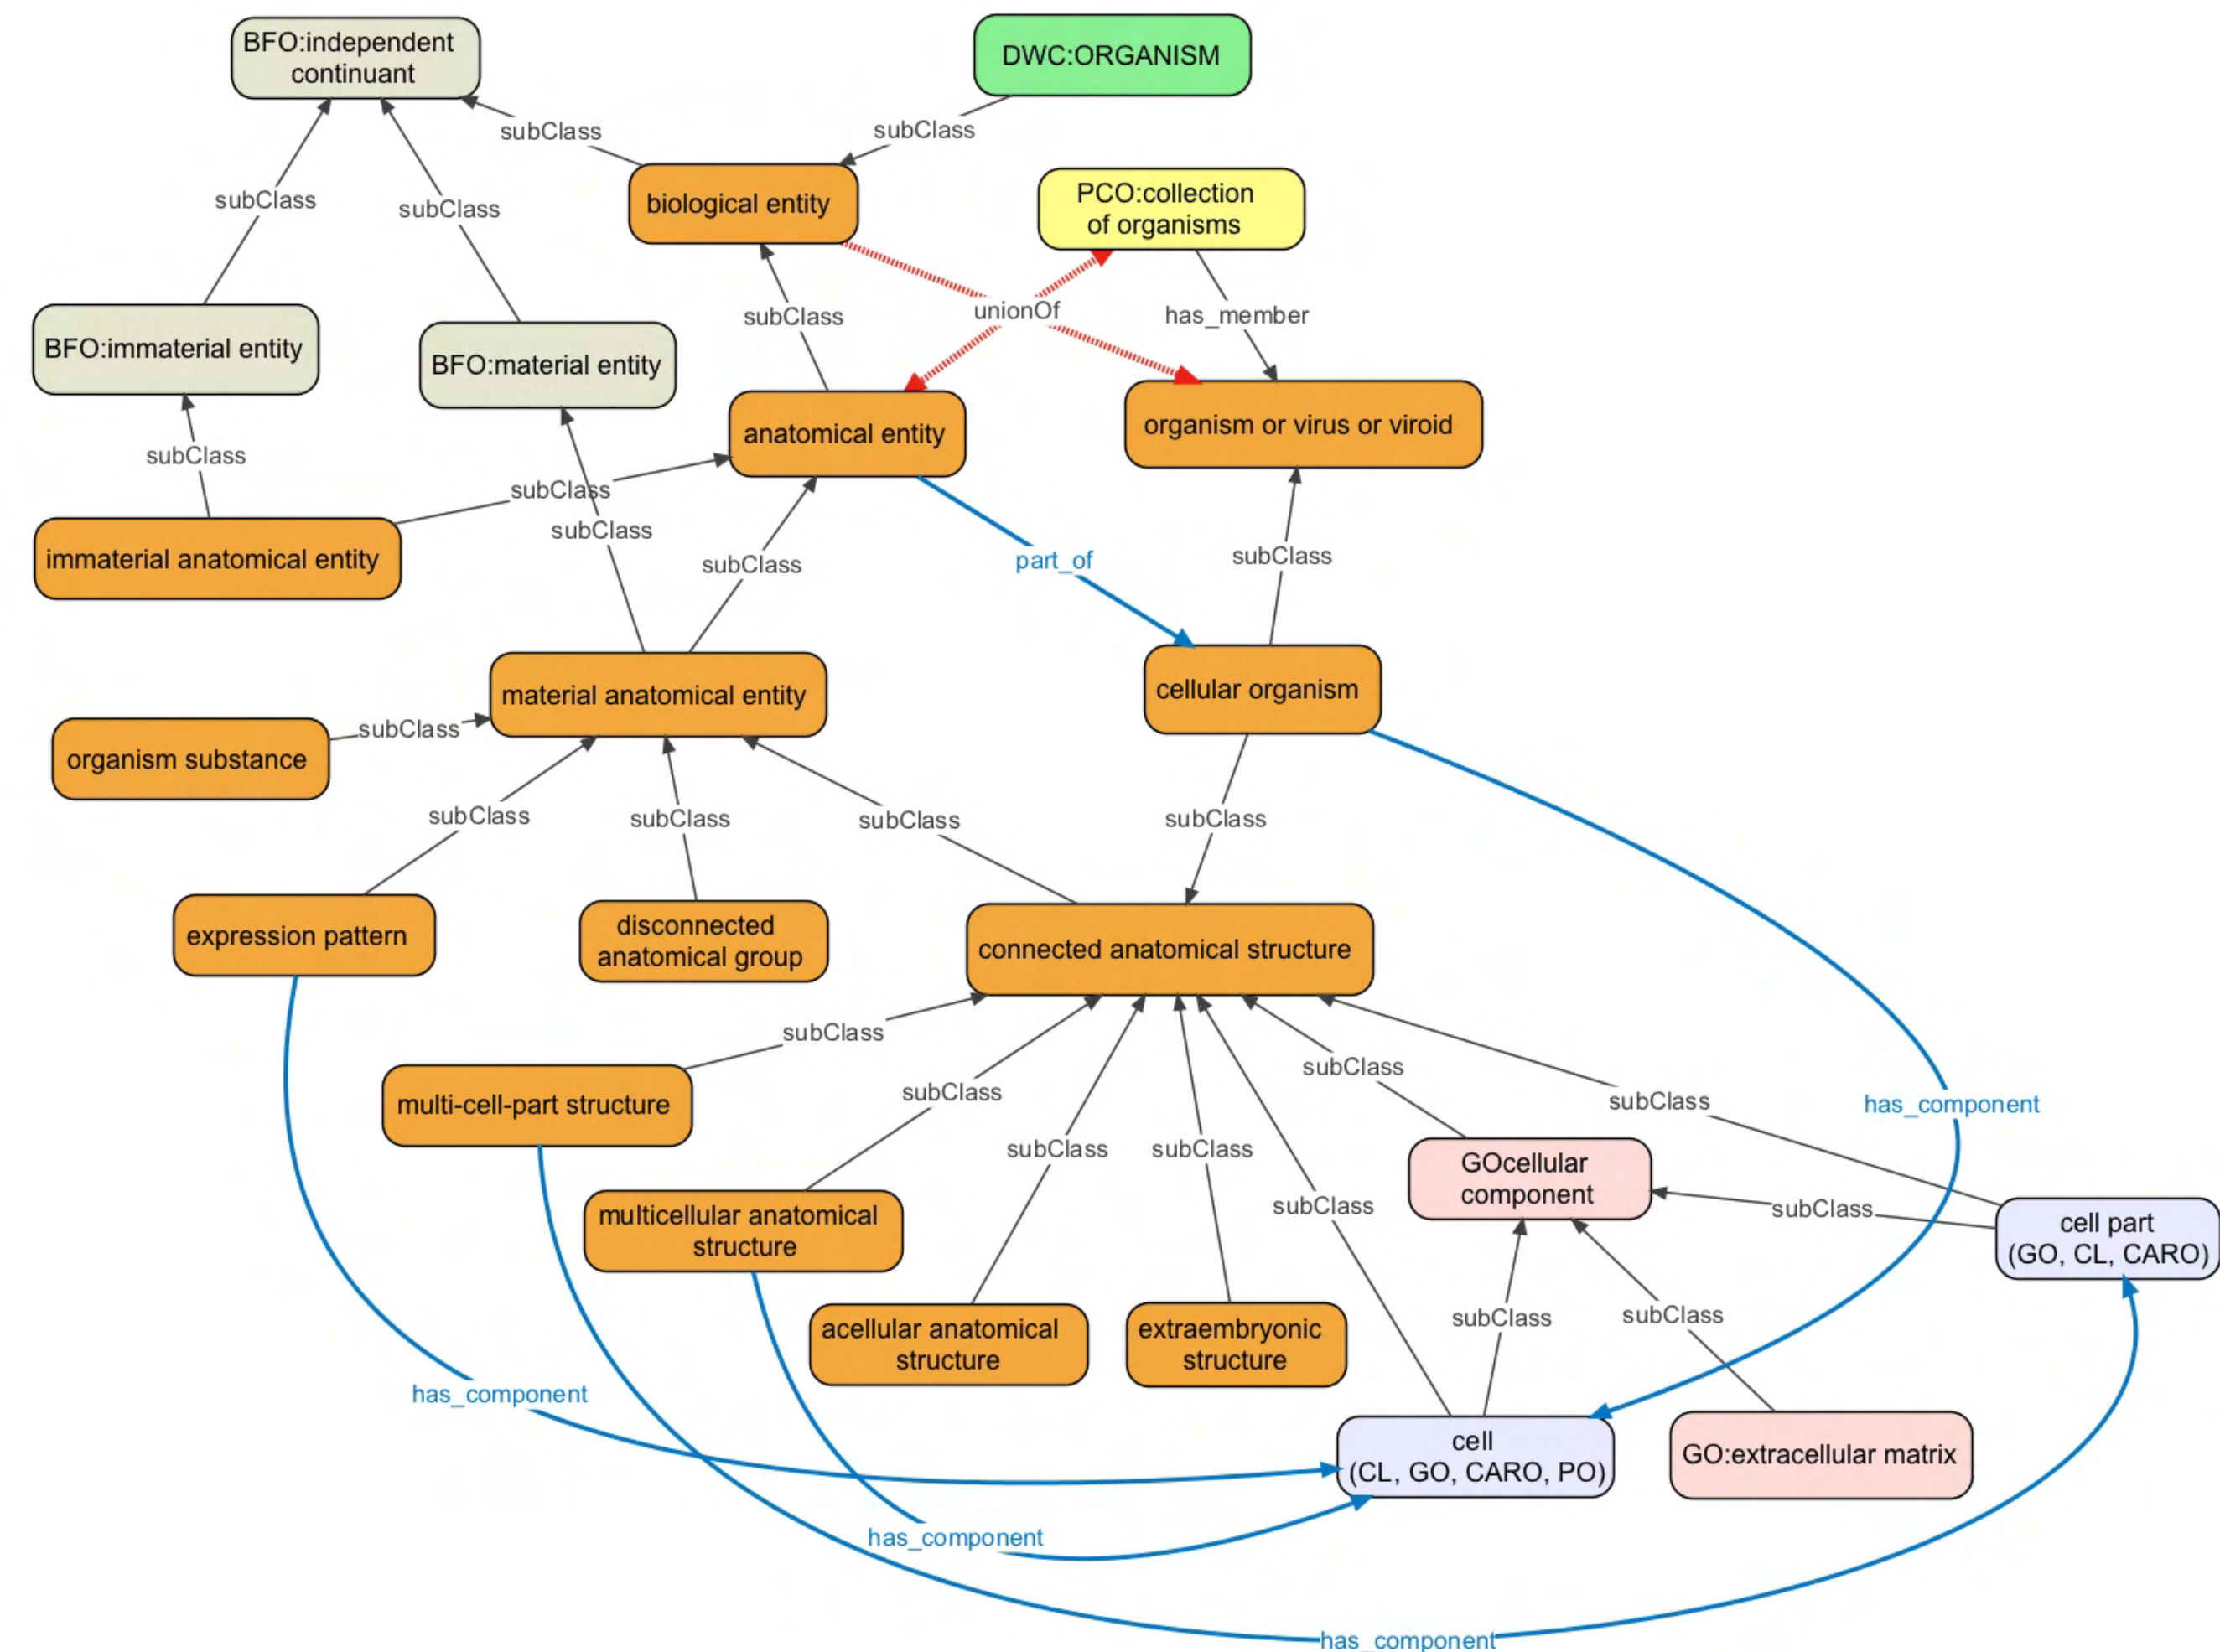 BFO:independent
continuant
DWC:ORGANISM
subClass
subClass
biological entity
PCO:collection
of organisms
subClass
subClass
subClass
unionOf
has_member
BFO:immaterial entity
BFO:material entity
anatomical entity
organism or virus or viroid
subClass
subClass
subClass
subClass
part_of
subClass
immaterial anatomical entity
material anatomical entity
cellular organism
organism substance
subClass
subClass
subClass
subClass
subClass
expression pattern
disconnected
anatomical group
connected anatomical structure
subClass
subClass
subClass
subClass
has_component
multi-cell-part structure
subClass
subClass
subClass
GOcellular
component
multicellular anatomical
structure
subClass
subClass
cell part
(GO, CL, CARO)
acellular anatomical
structure
extraembryonic
structure
subClass
subClass
has_component
cell
(CL, GO, CARO, PO)
GO:extracellular matrix
has_component
has_component